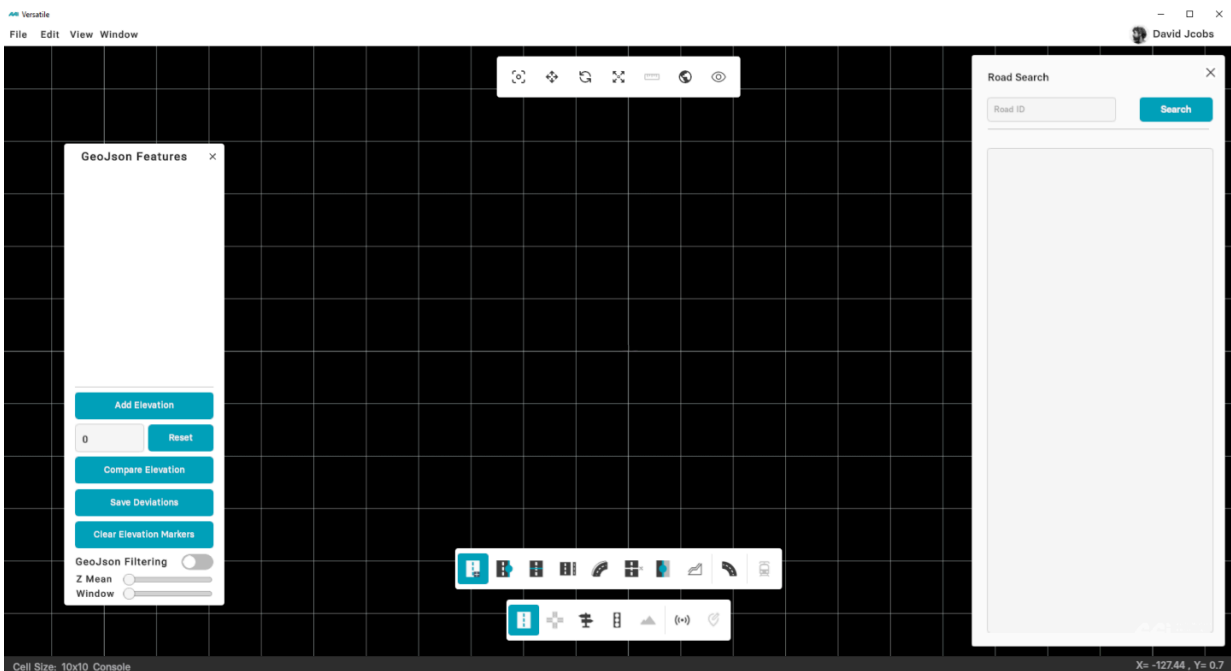 Versatile
File Edit View Window
David Jcobs
Road Search
Road ID
Search
GeoJson Features
Add Elevation
0
Reset
Compare Elevation
Save Deviations
Clear Elevation Markers
GeoJson Filtering
Z Mean
Window
Cell Size: 10x10 Console
X= -127.44 , Y= 0.7